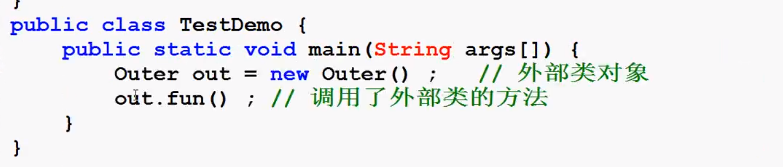 }
public class TestDemo {
public static void main(String args[]) {
Outer out = new Outer() ; // 外部类对象
out.fun() ; // 调用了外部类的方法
}
}